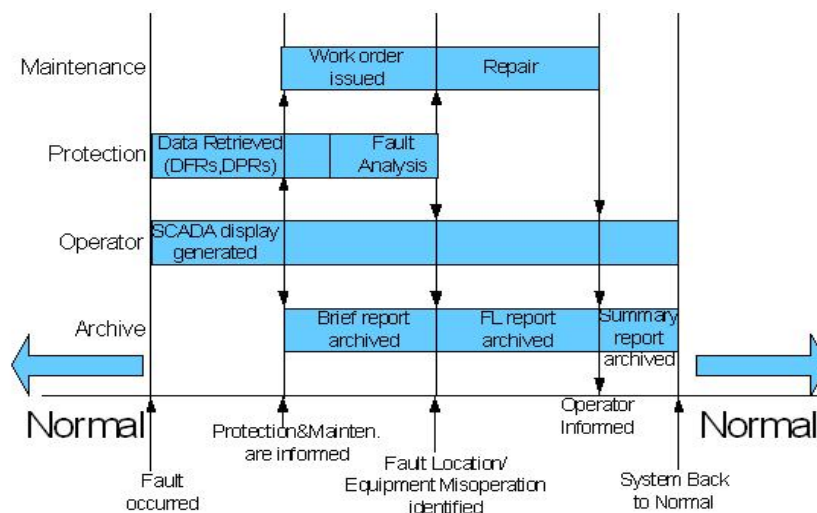 Maintenance
Work order
issued
Repair
Protection
Data Retrieved
(DFRs,DPRs)
Fault
Analysis
Operator
SCADA display
generated
Archive
Brief report
archived
FL report
archived
Summary
report
archived
Normal
Normal
Protection&Mainten.
are informed
Operator
Informed
Fault
occurred
Fault Location/
Equipment Misoperation
identified
System Back
to Normal